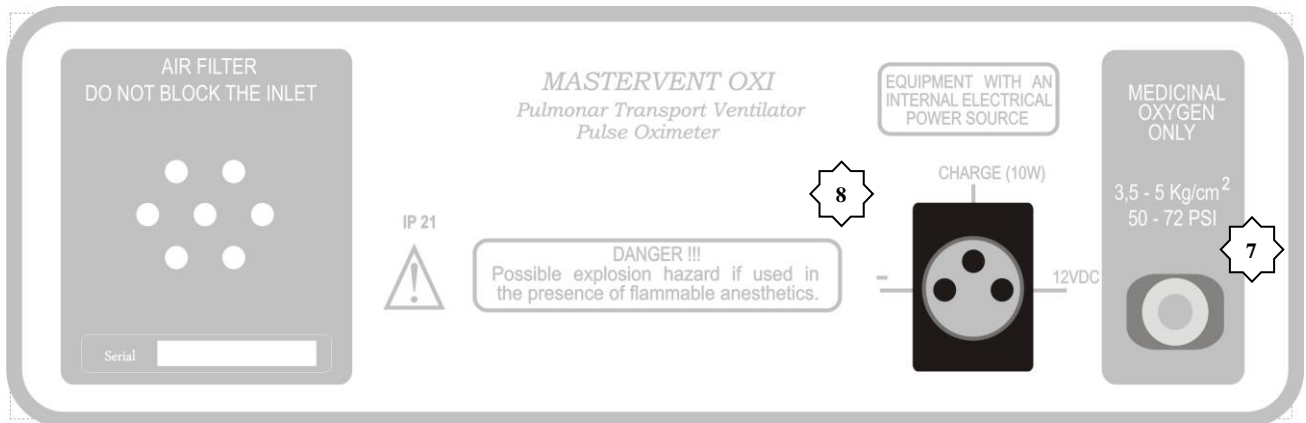 AIR FILTER
DO NOT BLOCK THE INLET
Serial
MASTERVENT OXI
Pulmonar Transport Ventilator
Pulse Oximeter
IP 21
DANGER !!!
Possible explosion hazard if used in
the presence of flammable anesthetics.
EQUIPMENT WITH AN
INTERNAL ELECTRICAL
POWER SOURCE
8
CHARGE (10W)
-
12VDC
MEDICINAL
OXYGEN
ONLY
3,5 - 5 Kg/cm²
50 - 72 PSI
7